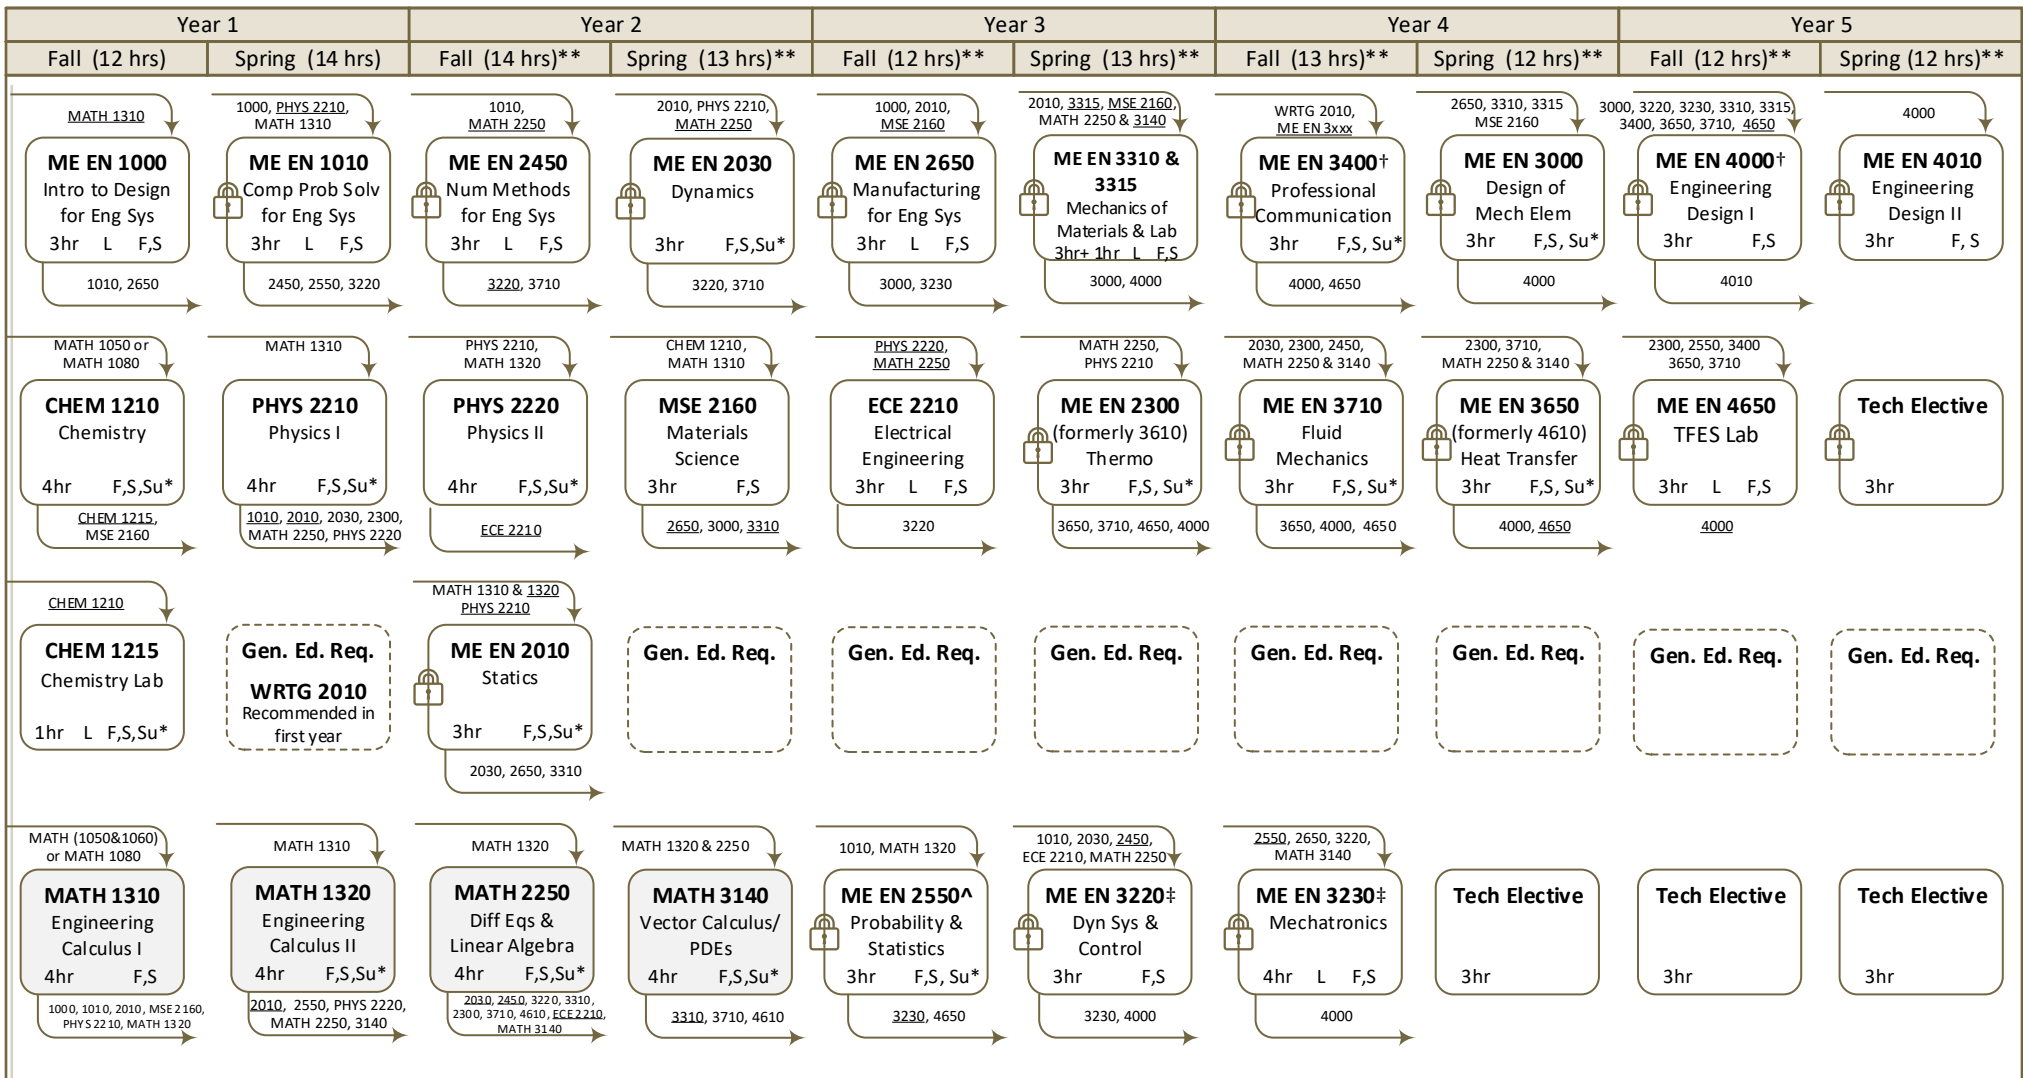 Year 1
Year 2
Year 3
Year 4
Year 5
Fall (12 hrs)
Spring (14 hrs)
Fall (14 hrs)**
Spring (13 hrs)**
Fall (12 hrs)**
Spring (13 hrs)**
Fall (13 hrs)**
Spring (12 hrs)**
Fall (12 hrs)**
Spring (12 hrs)**
MATH 1310
ME EN 1000
Intro to Design
for Eng Sys
3hr L F,S
1010, 2650
1000, PHYS 2210,
MATH 1310
ME EN 1010
Comp Prob Solv
for Eng Sys
3hr L F,S
2450, 2550, 3220
1010,
MATH 2250
ME EN 2450
Num Methods
for Eng Sys
3hr L F,S
3220, 3710
2010, PHYS 2210,
MATH 2250
ME EN 2030
Dynamics
3hr F,S,Su*
3220, 3710
1000, 2010,
MSE 2160
ME EN 2650
Manufacturing
for Eng Sys
3hr L F,S
3000, 3230
2010, 3315, MSE 2160,
MATH 2250 & 3140
ME EN 3310 &
3315
Mechanics of
Materials & Lab
3hr+ 1hr L F,S
3000, 4000
WRTG 2010,
ME EN 3xxx
ME EN 3400†
Professional
Communication
3hr F,S, Su*
4000, 4650
2650, 3310, 3315
MSE 2160
ME EN 3000
Design of
Mech Elem
3hr F,S, Su*
4000
3000, 3220, 3230, 3310, 3315,
3400, 3650, 3710, 4650
ME EN 4000†
Engineering
Design I
3hr F,S
4010
4000
ME EN 4010
Engineering
Design II
3hr F, S
MATH 1050 or
MATH 1080
CHEM 1210
Chemistry
4hr F,S,Su*
CHEM 1215,
MSE 2160
MATH 1310
PHYS 2210
Physics I
4hr F,S,Su*
1010, 2010, 2030, 2300,
MATH 2250, PHYS 2220
PHYS 2210,
MATH 1320
PHYS 2220
Physics II
4hr F,S,Su*
ECE 2210
CHEM 1210,
MATH 1310
MSE 2160
Materials
Science
3hr F,S
2650, 3000, 3310
PHYS 2220,
MATH 2250
ECE 2210
Electrical
Engineering
3hr L F,S
3220
MATH 2250,
PHYS 2210
ME EN 2300
(formerly 3610)
Thermo
3hr F,S, Su*
3650, 3710, 4650, 4000
2030, 2300, 2450,
MATH 2250 & 3140
ME EN 3710
Fluid
Mechanics
3hr F,S, Su*
3650, 4000, 4650
2300, 3710,
MATH 2250 & 3140
ME EN 3650
(formerly 4610)
Heat Transfer
3hr F,S, Su*
4000, 4650
2300, 2550, 3400
3650, 3710
ME EN 4650
TFES Lab
3hr L F,S
4000
Tech Elective
3hr
CHEM 1210
CHEM 1215
Chemistry Lab
1hr L F,S,Su*
Gen. Ed. Req.
WRTG 2010
Recommended in
first year
MATH 1310 & 1320
PHYS 2210
ME EN 2010
Statics
3hr F,S,Su*
2030, 2650, 3310
Gen. Ed. Req.
Gen. Ed. Req.
Gen. Ed. Req.
Gen. Ed. Req.
Gen. Ed. Req.
Gen. Ed. Req.
Gen. Ed. Req.
MATH (1050&1060)
or MATH 1080
MATH 1310
Engineering
Calculus I
4hr F,S
1000, 1010, 2010, MSE 2160,
PHYS 2210, MATH 1320
MATH 1310
MATH 1320
Engineering
Calculus II
4hr F,S,Su*
2010, 2550, PHYS 2220,
MATH 2250, 3140
MATH 1320
MATH 2250
Diff Eqs &
Linear Algebra
4hr F,S,Su*
2030, 2450, 3220, 3310,
2300, 3710, 4610, ECE 2210,
MATH 3140
MATH 1320 & 2250
MATH 3140
Vector Calculus/
PDEs
4hr F,S,Su*
3310, 3710, 4610
1010, MATH 1320
ME EN 2550^
Probability &
Statistics
3hr F,S, Su*
3230, 4650
1010, 2030, 2450,
ECE 2210, MATH 2250
ME EN 3220‡
Dyn Sys &
Control
3hr F,S
3230, 4000
2550, 2650, 3220,
MATH 3140
ME EN 3230‡
Mechatronics
4hr L F,S
4000
Tech Elective
3hr
Tech Elective
3hr
Tech Elective
3hr